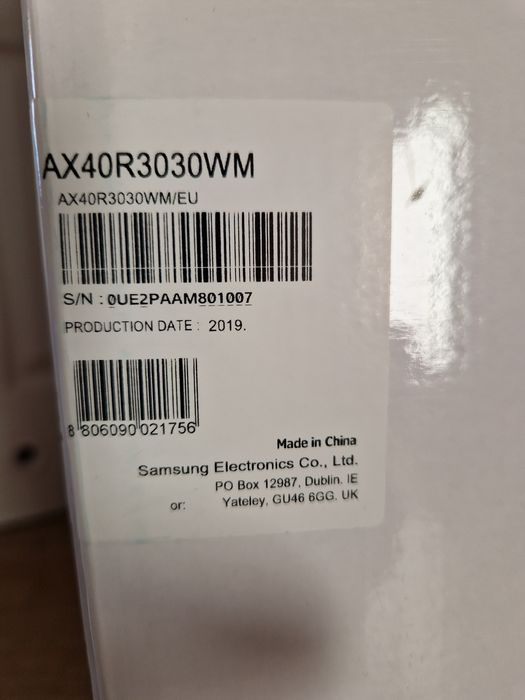 AX40R3030WM
AX40R3030WM/EU
S/N : 0UE2PAAM801007
PRODUCTION DATE : 2019.
8 806090 021756
Made in China
Samsung Electronics Co., Ltd.
PO Box 12987, Dublin. IE
or: Yateley, GU46 6GG. UK